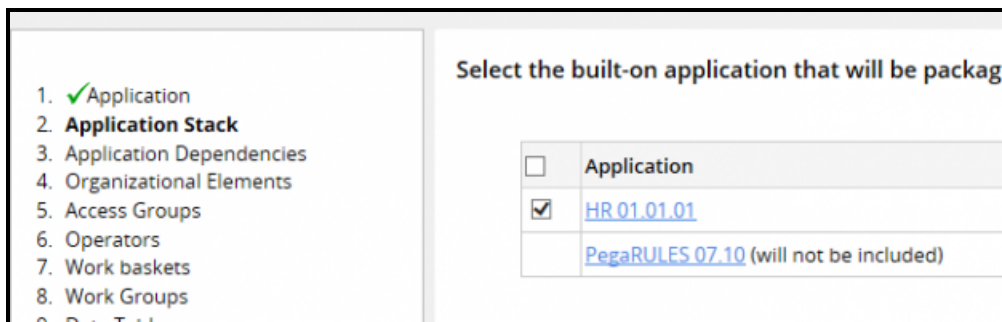 1. ✓Application
2. Application Stack
3. Application Dependencies
4. Organizational Elements
5. Access Groups
6. Operators
7. Work baskets
8. Work Groups
Select the built-on application that will be
Application
HR 01.01.01
PegaRULES 07.10 (will not be included)